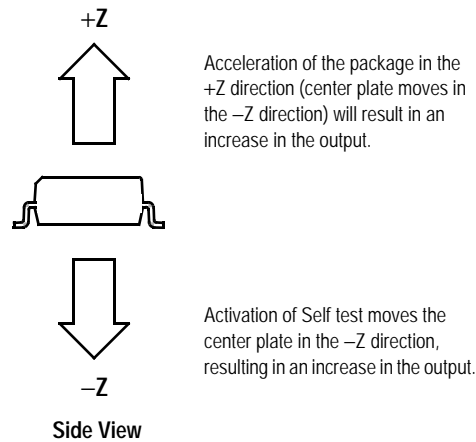 +Z
Acceleration of the package in the
+Z direction (center plate moves in
the –Z direction) will result in an
increase in the output.
Activation of Self test moves the
center plate in the –Z direction,
resulting in an increase in the output.
–Z
Side View